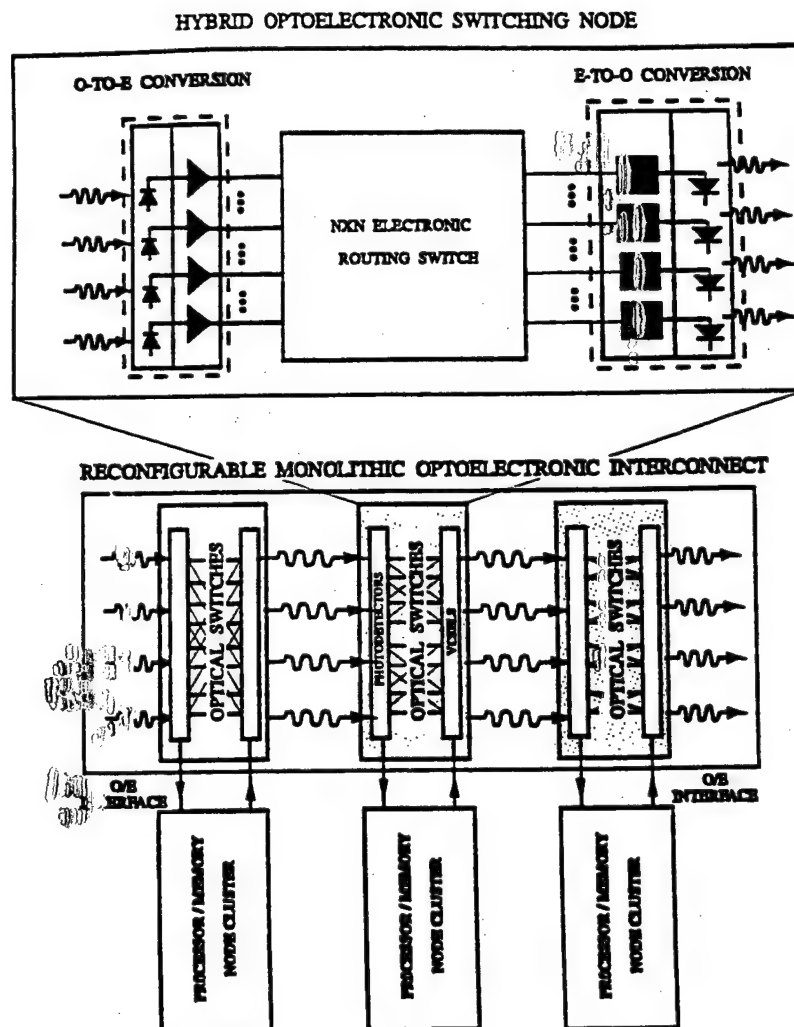 HYBRID OPTOELECTRONIC SWITCHING NODE
O-TO-E CONVERSION
E-TO-O CONVERSION
NXN ELECTRONIC
ROUTING SWITCH
RECONFIGURABLE MONOLITHIC OPTOELECTRONIC INTERCONNECT
OPTICAL SWITCHES
PHOTODETECTORS
OPTICAL SWITCHES
VCSELS
OPTICAL SWITCHES
O/E
O/E
INTERFACE
PROCESSOR / MEMORY
NODE CLUSTER
PROCESSOR / MEMORY
NODE CLUSTER
PROCESSOR / MEMORY
NODE CLUSTER